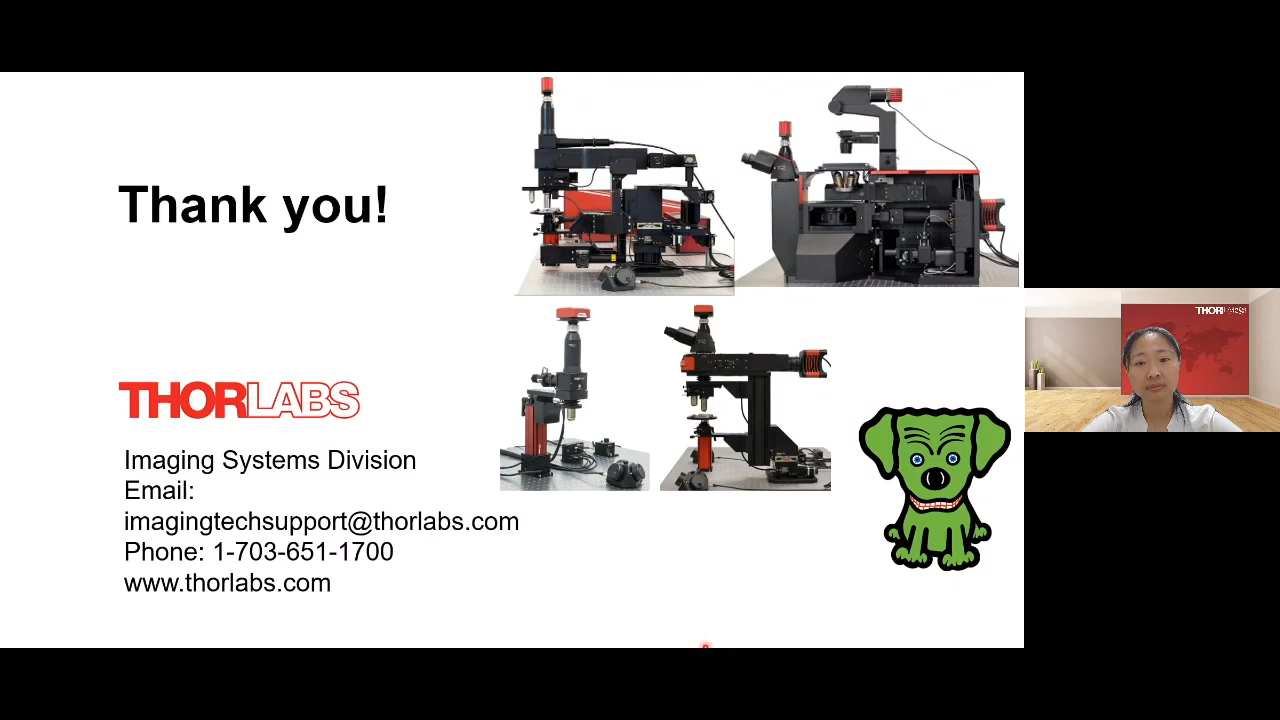 Thank you!
THORLABS
Imaging Systems Division
Email:
imagingtechsupport@thorlabs.com
Phone: 1-703-651-1700
www.thorlabs.com
THORLABS